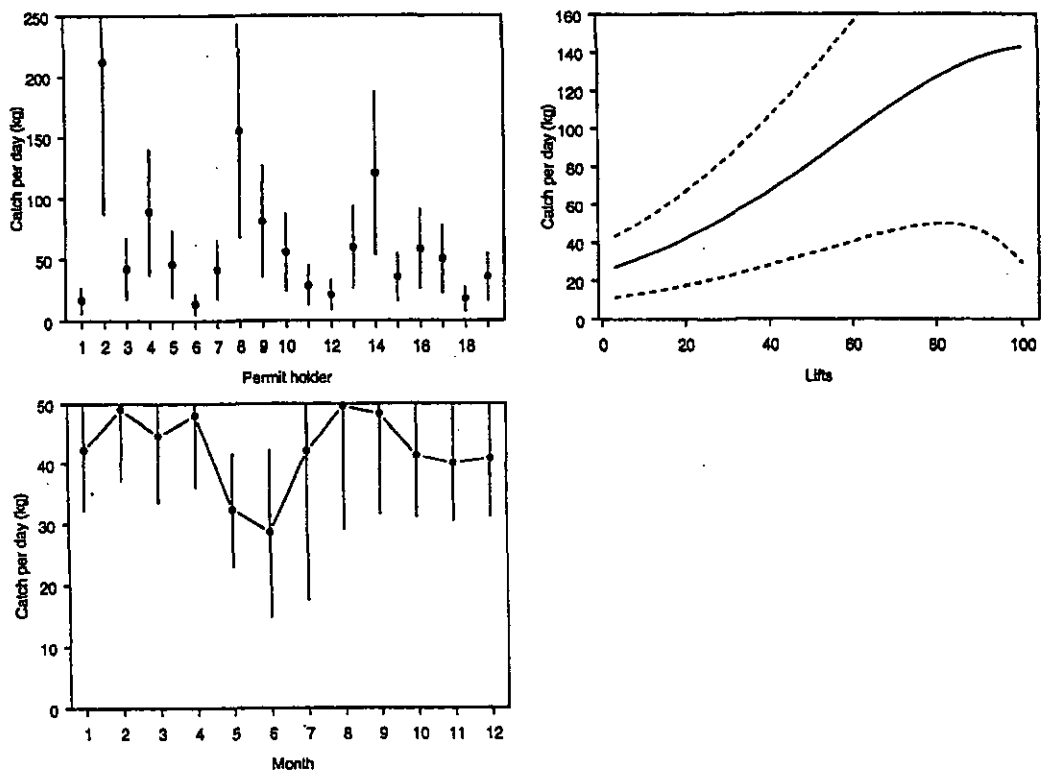 250
200
150
100
50
0
Catch per day (kg)
1 2 3 4 5 6 7 8 9 10 12 14 16 18
Permit holder
160
140
120
100
80
60
40
20
0
Catch per day (kg)
0 20 40 60 80 100
Lifts
50
40
30
20
10
0
Catch per day (kg)
1 2 3 4 5 6 7 8 9 10 11 12
Month